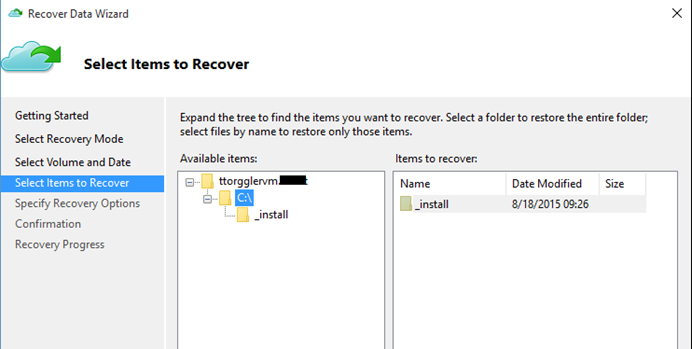 Recover Data Wizard
Select Items to Recover
Getting Started
Select Recovery Mode
Select Volume and Date
Select Items to Recover
Specify Recovery Options
Confirmation
Recovery Progress
Expand the tree to find the items you want to recover. Select a folder to restore the entire folder;
select files by name to restore only those items.
Available items:
ttorgglervm.
C:\
_install
Items to recover:
Name Date Modified Size
_install 8/18/2015 09:26